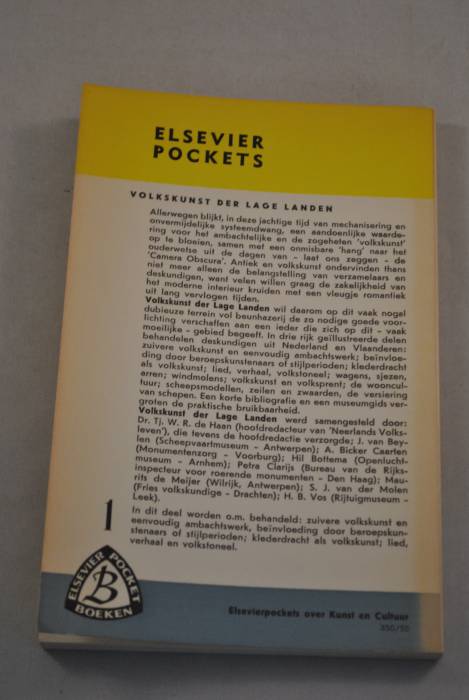 ELSEVIER
POCKETS
VOLKSKUNST DER LAGE LANDEN
Allerwegen blijkt, in deze jachtige tijd van mechanisering en
onvermijdelijke systeemdwang, een aandoenlijke waarde-
ring voor het ambachtelijke en de zogeheten 'volkskunst'
op te bloeien, samen met een onmisbare 'hang' naar het
ouderwetse uit de dagen van - laat ons zeggen - de
'Camera Obscura'. Antiek en volkskunst ondervinden thans
niet meer alleen de belangstelling van verzamelaars en
deskundigen, want velen willen graag de zakelijkheid van
het moderne interieur kruiden met een vleugje romantiek
uit lang vervlogen tijden.
Volkskunst der Lage Landen wil daarom op dit vaak nogal
dubieuze terrein vol beunhazerij de zo nodige goede voor-
lichting verschaffen aan een ieder die zich op dit - vaak
moeilijke - gebied begeeft. In drie rijk geïllustreerde delen
behandelen deskundigen uit Nederland en Vlaanderen:
zuivere volkskunst en eenvoudig ambachtswerk; beïnvloe-
ding door beroepskunstenaars of stijlperioden; klederdracht
als volkskunst; lied, verhaal, volkstoneel; wagens, sjezen,
arren; windmolens; volkskunst en volksprent; de wooncul-
tuur; scheepsmodellen, zeilen en zwaarden, de versiering
van schepen. Een korte bibliografie en een museumgids ver-
groten de praktische bruikbaarheid.
Volkskunst der Lage Landen werd samengesteld door:
Dr. Tj. W. R. de Haan (hoofdredacteur van 'Neerlands Volks-
leven'), die tevens de hoofdredactie verzorgde; J. van Bey-
len (Scheepvaartmuseum - Antwerpen); A. Bicker Caarten
(Monumentenzorg - Voorburg); Hil Bottema (Openlucht-
museum - Arnhem); Petra Clarijs (Bureau van de Rijks-
inspecteur voor roerende monumenten - Den Haag); Mau-
rits de Meijer (Wilrijk, Antwerpen); S. J. van der Molen
(Fries volkskundige - Drachten); H. B. Vos (Rijtuigmuseum -
Leek).
1
In dit deel worden o.m. behandeld: zuivere volkskunst en
eenvoudig ambachtswerk, beïnvloeding door beroepskun-
stenaars of stijlperioden; klederdracht als volkskunst; lied,
verhaal en volkstoneel.
ELSEVIER POCKET
B
BOEKEN
Elsevierpockets over Kunst en Cultuur
350/50